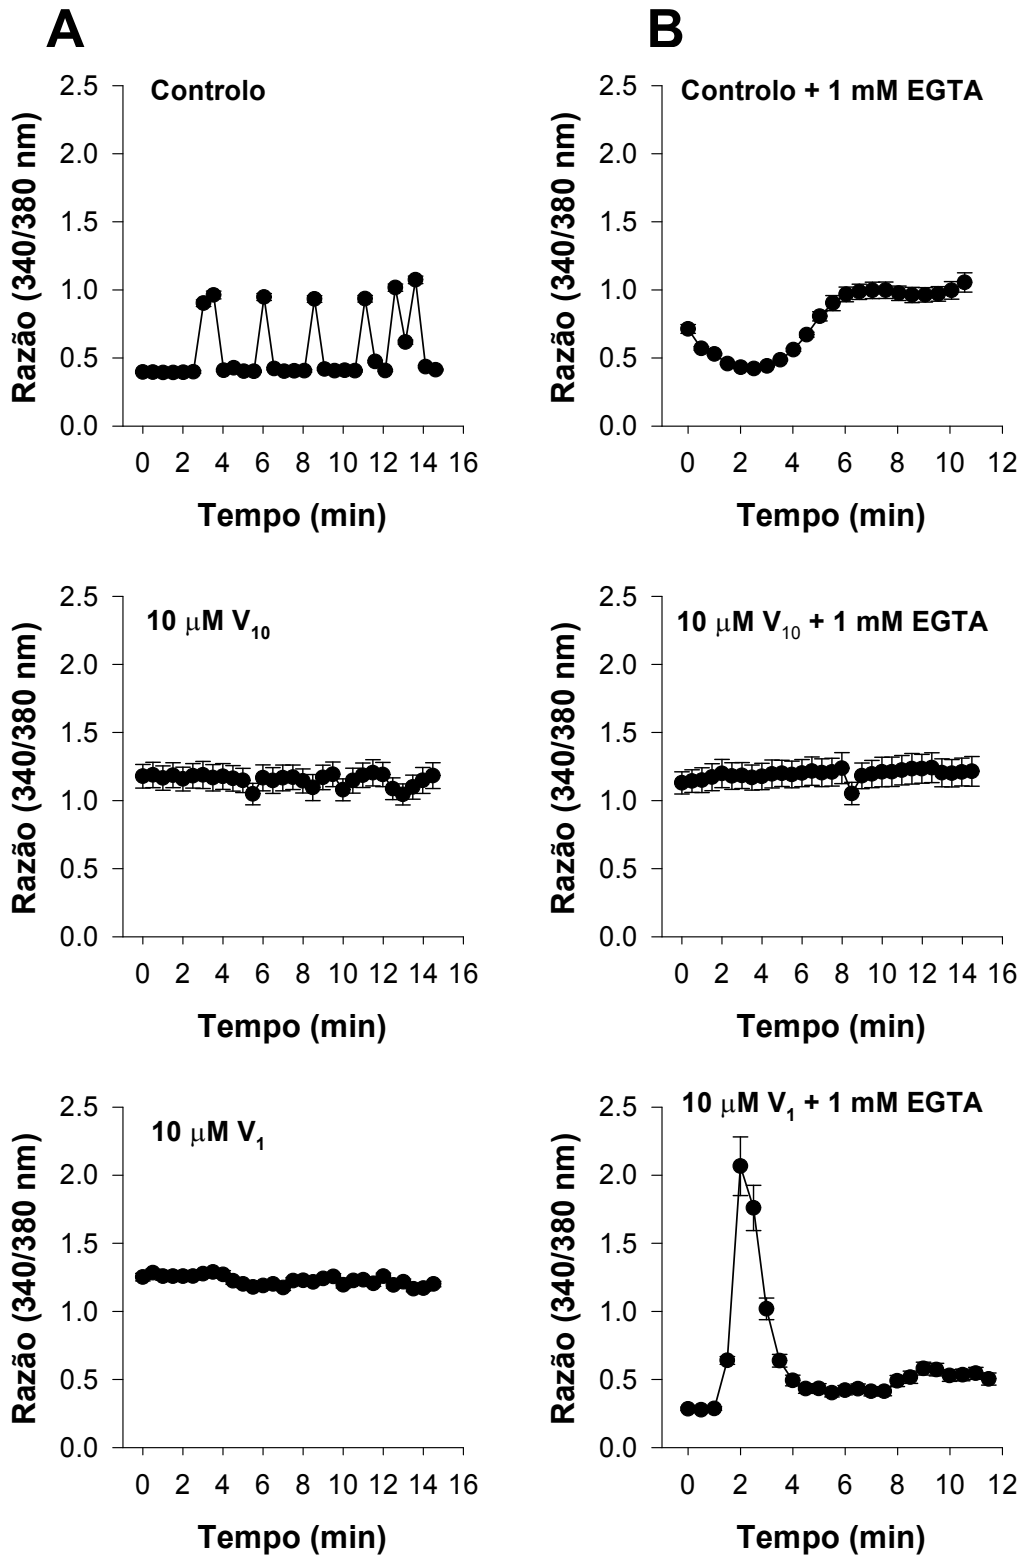 A
Controlo
Razão (340/380 nm)
2.5
2.0
1.5
1.0
0.5
0.0
0 2 4 6 8 10 12 14 16
Tempo (min)
B
Controlo + 1 mM EGTA
Razão (340/380 nm)
2.5
2.0
1.5
1.0
0.5
0.0
0 2 4 6 8 10 12
Tempo (min)
10 μM V10
Razão (340/380 nm)
2.5
2.0
1.5
1.0
0.5
0.0
0 2 4 6 8 10 12 14 16
Tempo (min)
10 μM V10 + 1 mM EGTA
Razão (340/380 nm)
2.5
2.0
1.5
1.0
0.5
0.0
0 2 4 6 8 10 12 14 16
Tempo (min)
10 μM V1
Razão (340/380 nm)
2.5
2.0
1.5
1.0
0.5
0.0
0 2 4 6 8 10 12 14 16
Tempo (min)
10 μM V1 + 1 mM EGTA
Razão (340/380 nm)
2.5
2.0
1.5
1.0
0.5
0.0
0 2 4 6 8 10 12
Tempo (min)